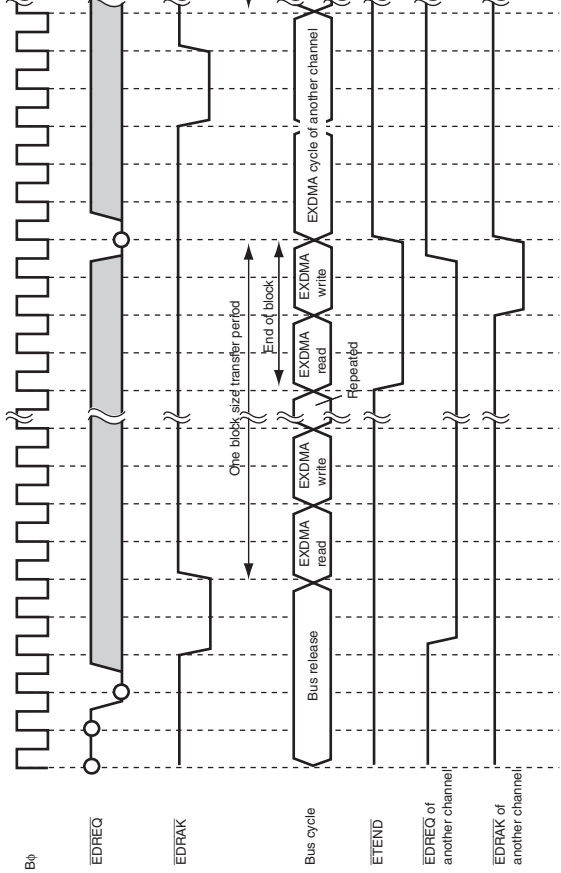 Bφ
EDREQ
EDRAK
One block size transfer period
End of block
Bus cycle
Bus release
EXDMA
read
EXDMA
write
Repeated
EXDMA
read
EXDMA
write
EXDMA cycle of another channel
ETEND
EDREQ of
another channel
EDRAK of
another channel